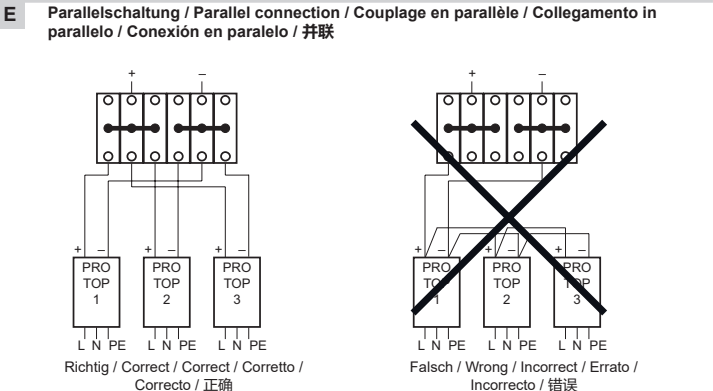 E
Parallelschaltung / Parallel connection / Couplage en parallèle / Collegamento in
parallelo / Conexión en paralelo / 并联
+ –
+ – + – + –
PRO TOP 1
PRO TOP 2
PRO TOP 3
L N PE L N PE L N PE
Richtig / Correct / Correct / Corretto /
Correcto / 正确
+ –
+ – + – + –
PRO TOP 1
PRO TOP 2
PRO TOP 3
L N PE L N PE L N PE
Falsch / Wrong / Incorrect / Errato /
Incorrecto / 错误